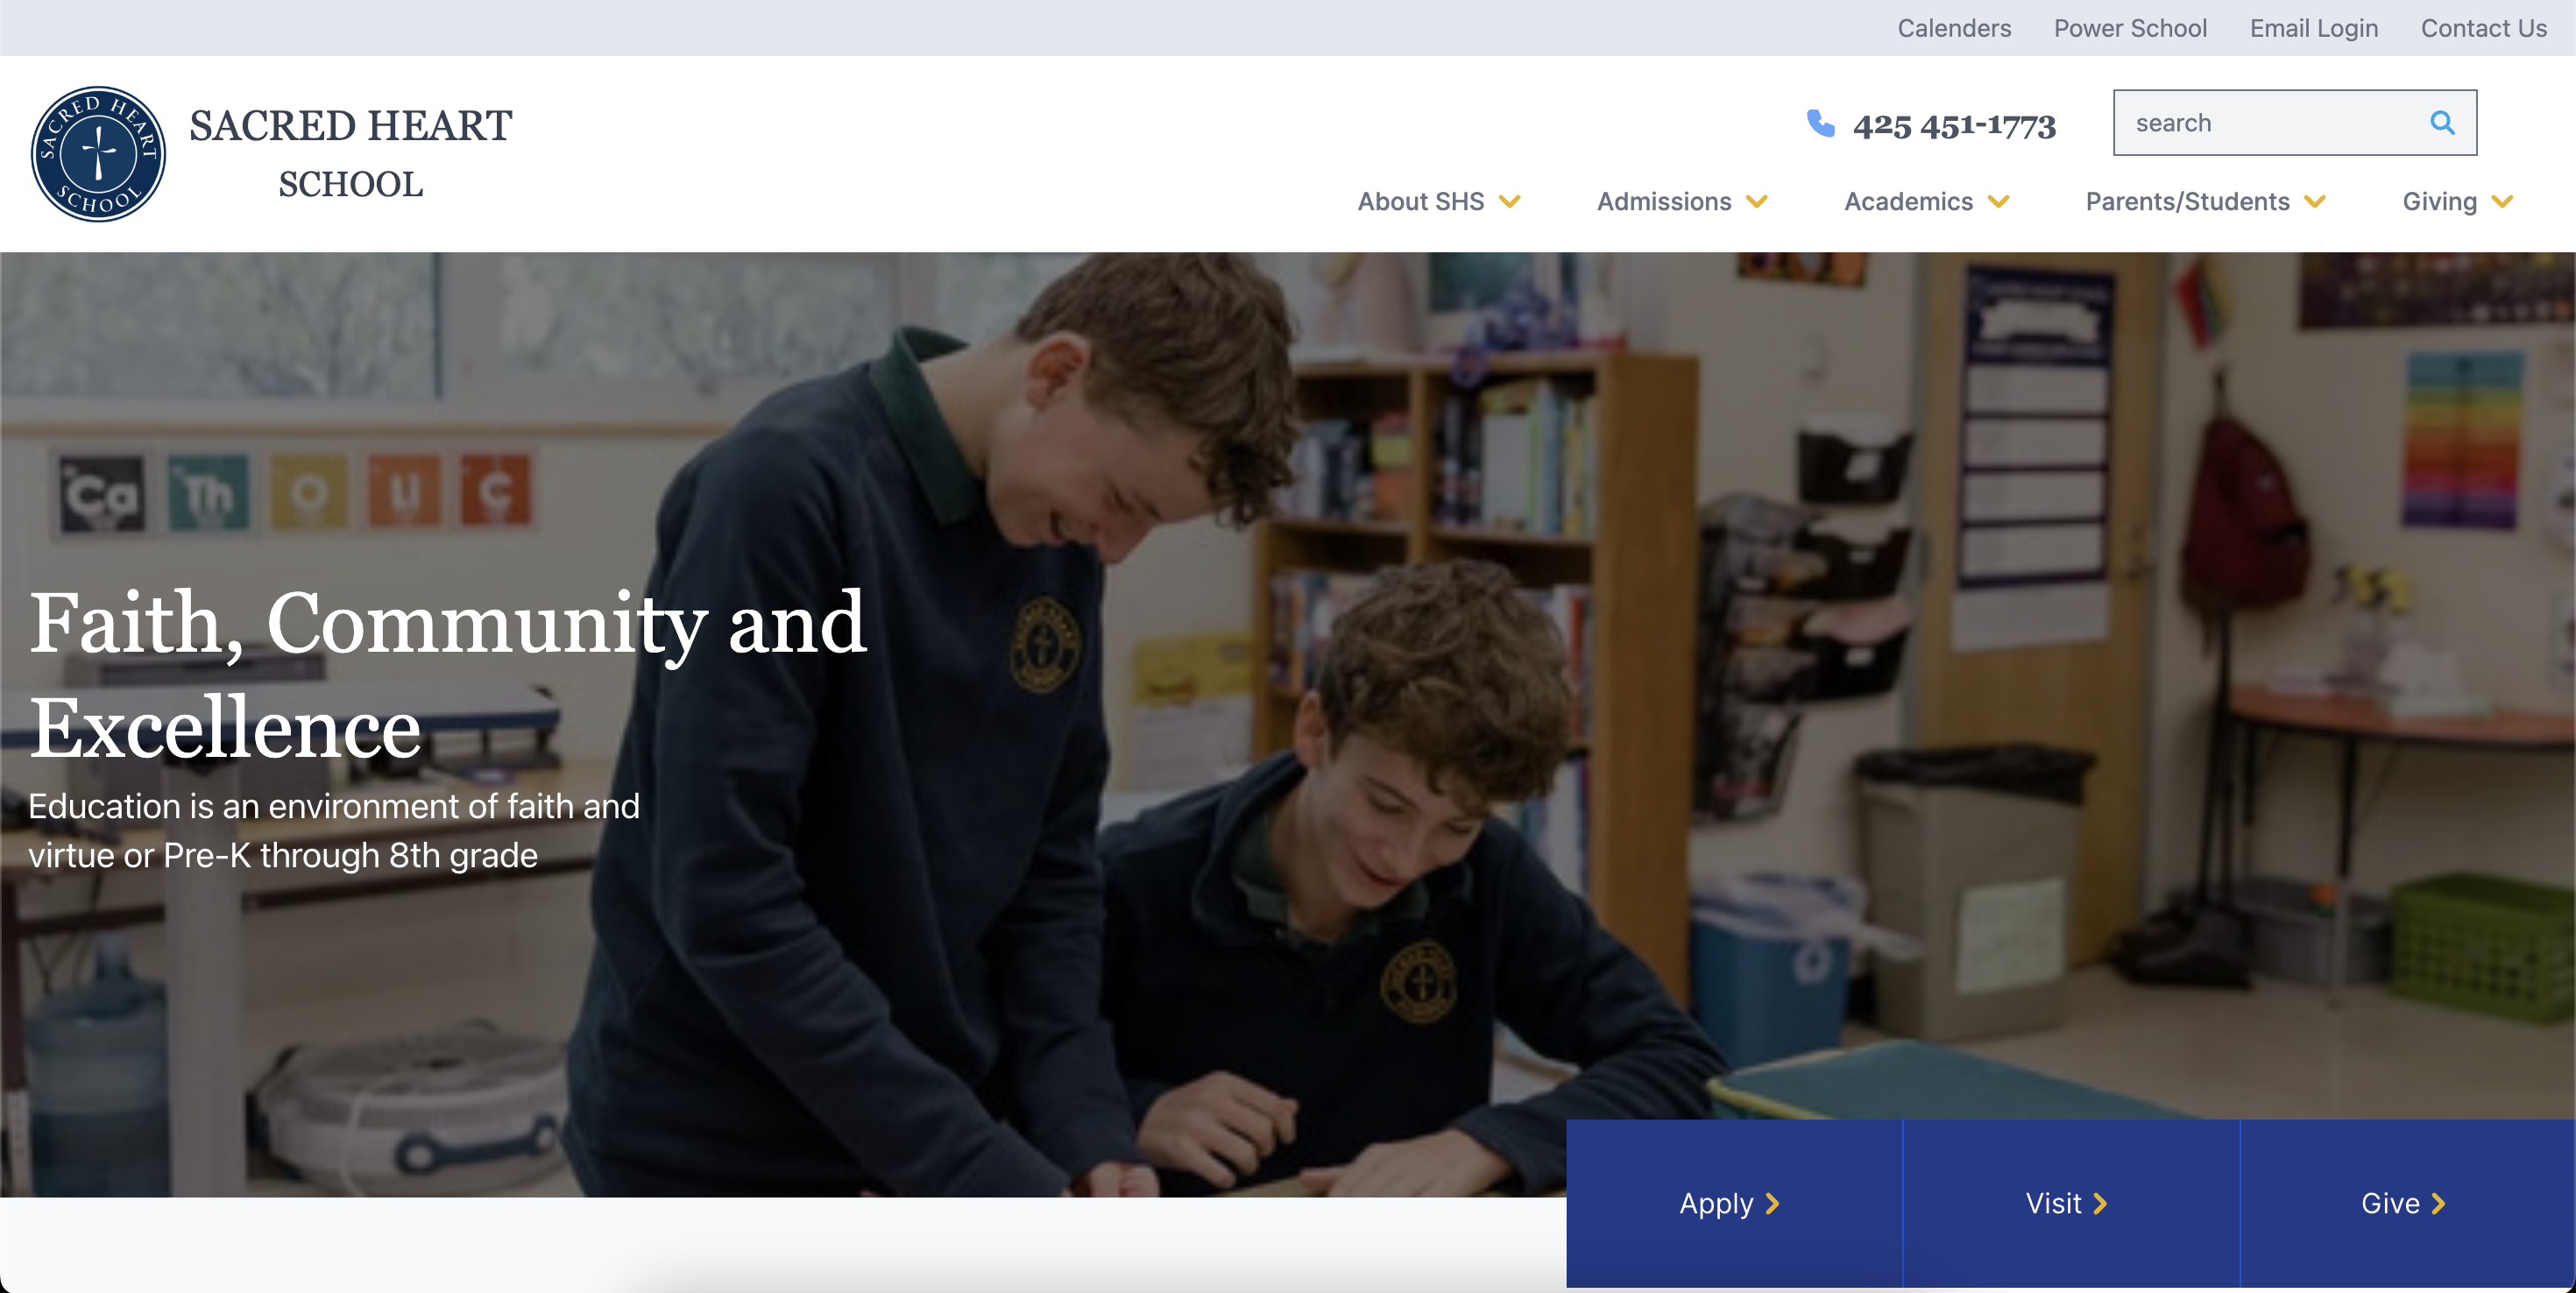 Calenders Power School Email Login Contact Us
SACRED HEART
SCHOOL
SACRED HEART
SCHOOL
425 451-1773
search
About SHS Admissions Academics Parents/Students Giving
Ca Th O Li C
Faith, Community and
Excellence
Education is an environment of faith and
virtue or Pre-K through 8th grade
Apply Visit Give